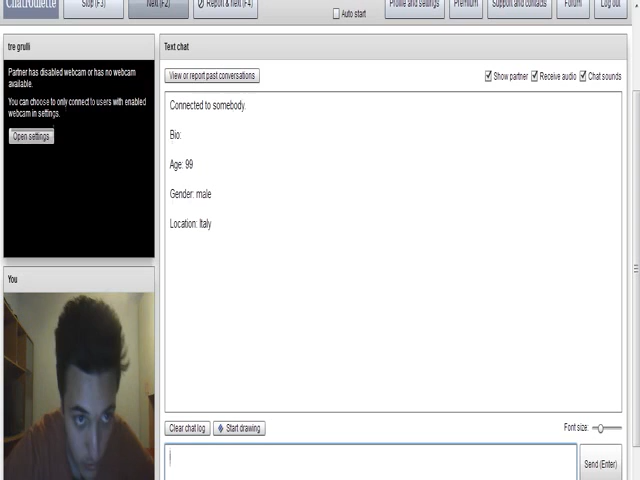 Chatroulette
Stop (F3)
Next (F2)
Report & next (F4)
Auto start
Profile and settings
Premium
Support and contacts
Forum
Log out
tre grulli
Partner has disabled webcam or has no webcam
available.
You can choose to only connect to users with enabled
webcam in settings.
Open settings
Text chat
View or report past conversations
Show partner
Receive audio
Chat sounds
Connected to somebody.
Bio:
Age: 99
Gender: male
Location: Italy
You
Clear chat log
Start drawing
Font size:
Send (Enter)